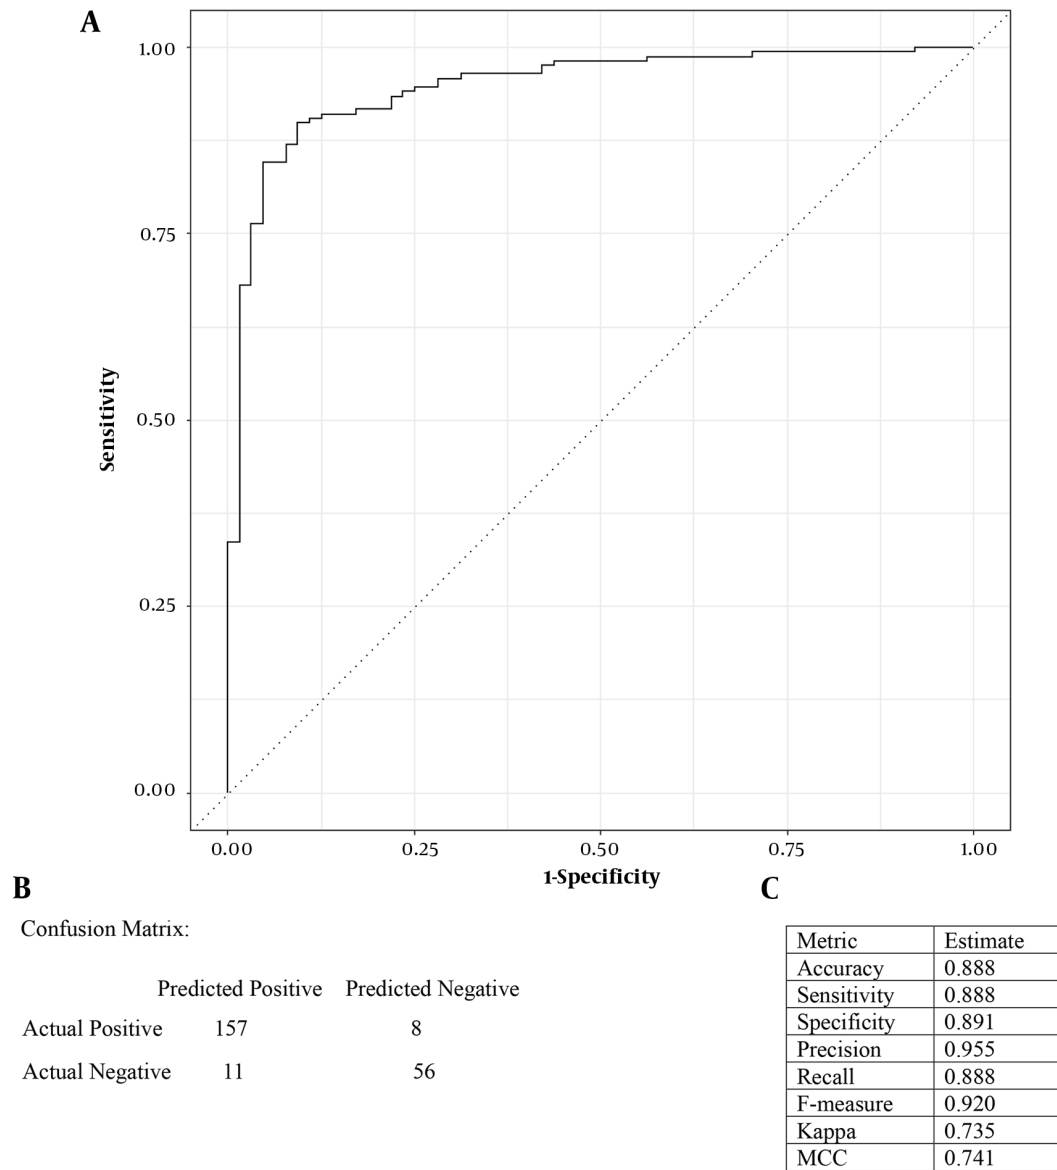 A
1.00
0.75
0.50
0.25
0.00
Sensitivity
0.00 0.25 0.50 0.75 1.00
1-Specificity
B
Confusion Matrix:
Predicted Positive Predicted Negative
Actual Positive 157 8
Actual Negative 11 56
C
Metric Estimate
Accuracy 0.888
Sensitivity 0.888
Specificity 0.891
Precision 0.955
Recall 0.888
F-measure 0.920
Kappa 0.735
MCC 0.741